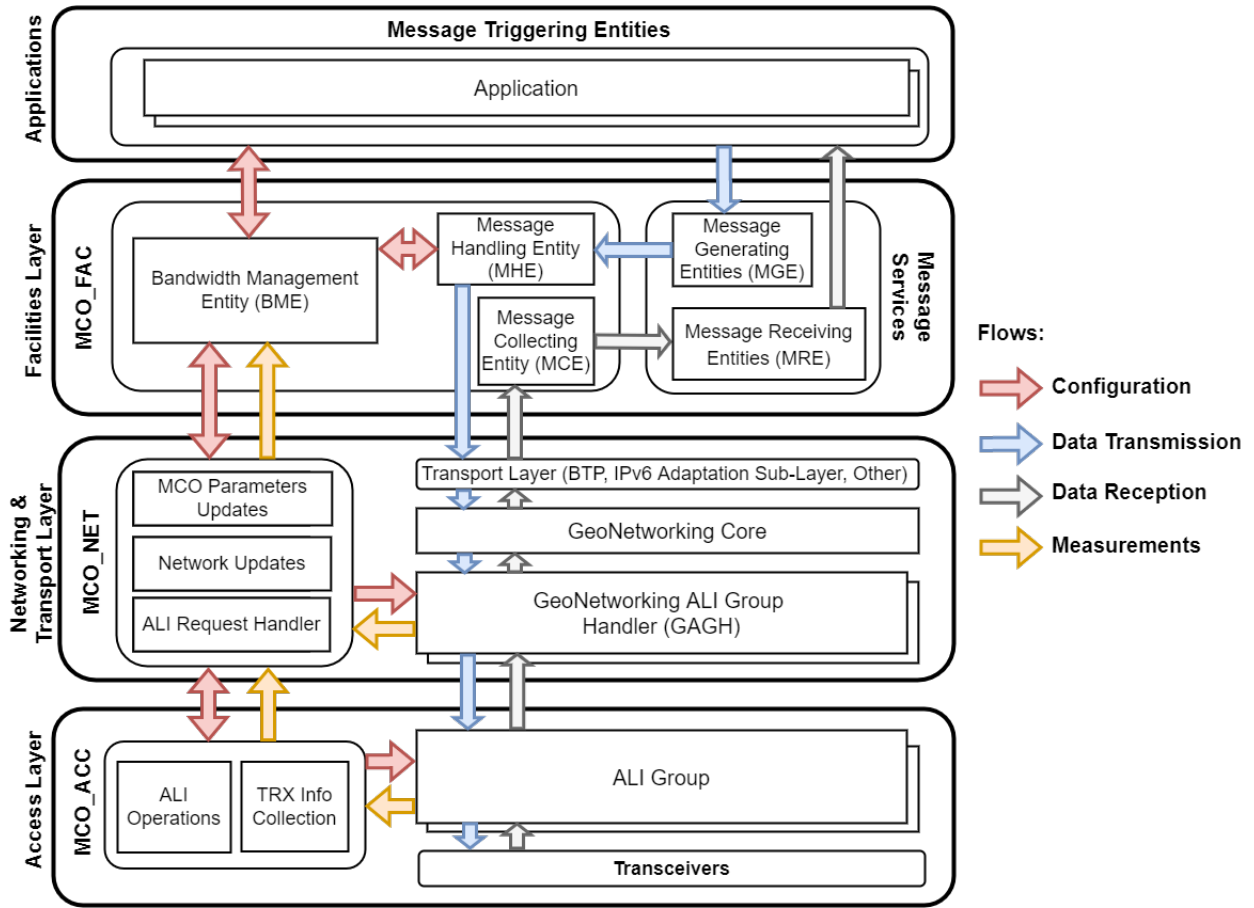 Applications
Message Triggering Entities
Application
Facilities Layer
MCO_FAC
Bandwidth Management
Entity (BME)
Message
Handling Entity
(MHE)
Message
Collecting
Entity (MCE)
Message
Generating
Entities (MGE)
Message Receiving
Entities (MRE)
Message
Services
Networking &
Transport Layer
MCO_NET
MCO Parameters
Updates
Network Updates
ALI Request Handler
Transport Layer (BTP, IPv6 Adaptation Sub-Layer, Other)
GeoNetworking Core
GeoNetworking ALI Group
Handler (GAGH)
Access Layer
MCO_ACC
ALI
Operations
TRX Info
Collection
ALI Group
Transceivers
Flows:
Configuration
Data Transmission
Data Reception
Measurements